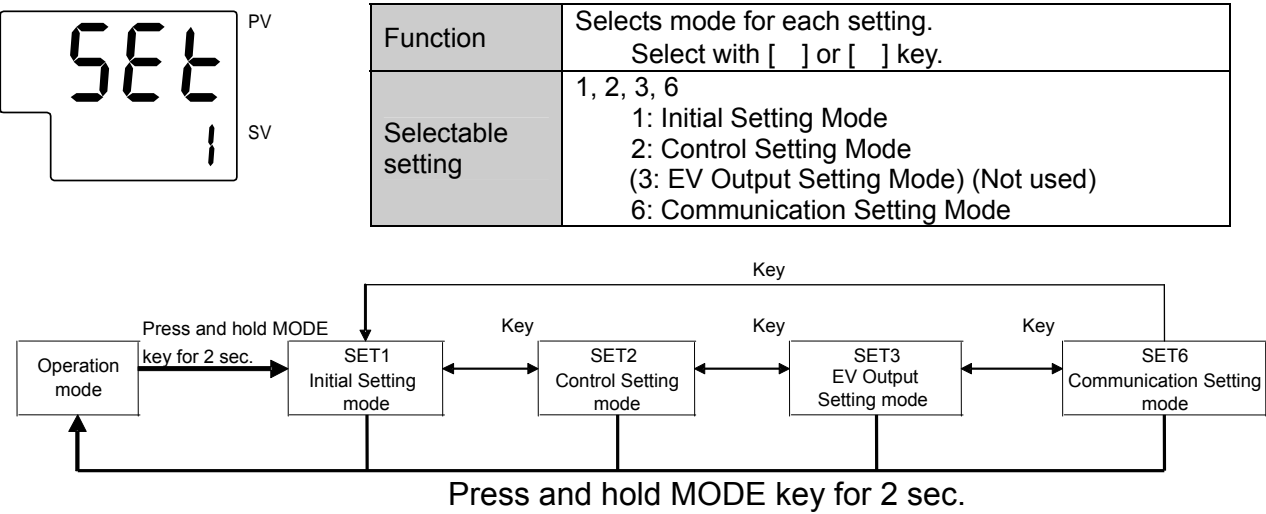 PV
SEt
SV
1
Function
Selects mode for each setting.
Select with [ ] or [ ] key.
Selectable
setting
1, 2, 3, 6
1: Initial Setting Mode
2: Control Setting Mode
(3: EV Output Setting Mode) (Not used)
6: Communication Setting Mode
Key
Press and hold MODE
key for 2 sec.
Key
Key
Key
Operation
mode
SET1
Initial Setting
mode
SET2
Control Setting
mode
SET3
EV Output
Setting mode
SET6
Communication Setting
mode
Press and hold MODE key for 2 sec.